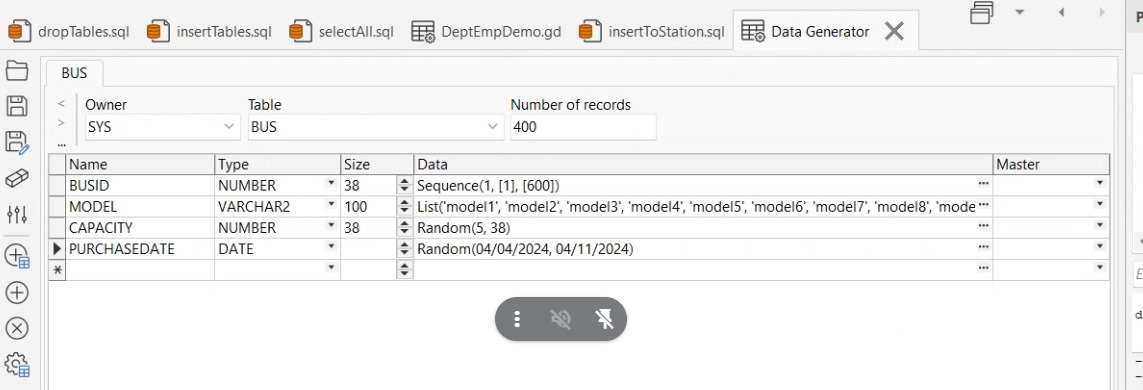 dropTables.sql insertTables.sql selectAll.sql DeptEmpDemo.gd insertToStation.sql Data Generator
BUS
Owner Table Number of records
SYS BUS 400
Name Type Size Data Master
BUSID NUMBER 38 Sequence(1, [1], [600])
MODEL VARCHAR2 100 List('model1', 'model2', 'model3', 'model4', 'model5', 'model6', 'model7', 'model8', 'mode
CAPACITY NUMBER 38 Random(5, 38)
PURCHASEDATE DATE Random(04/04/2024, 04/11/2024)